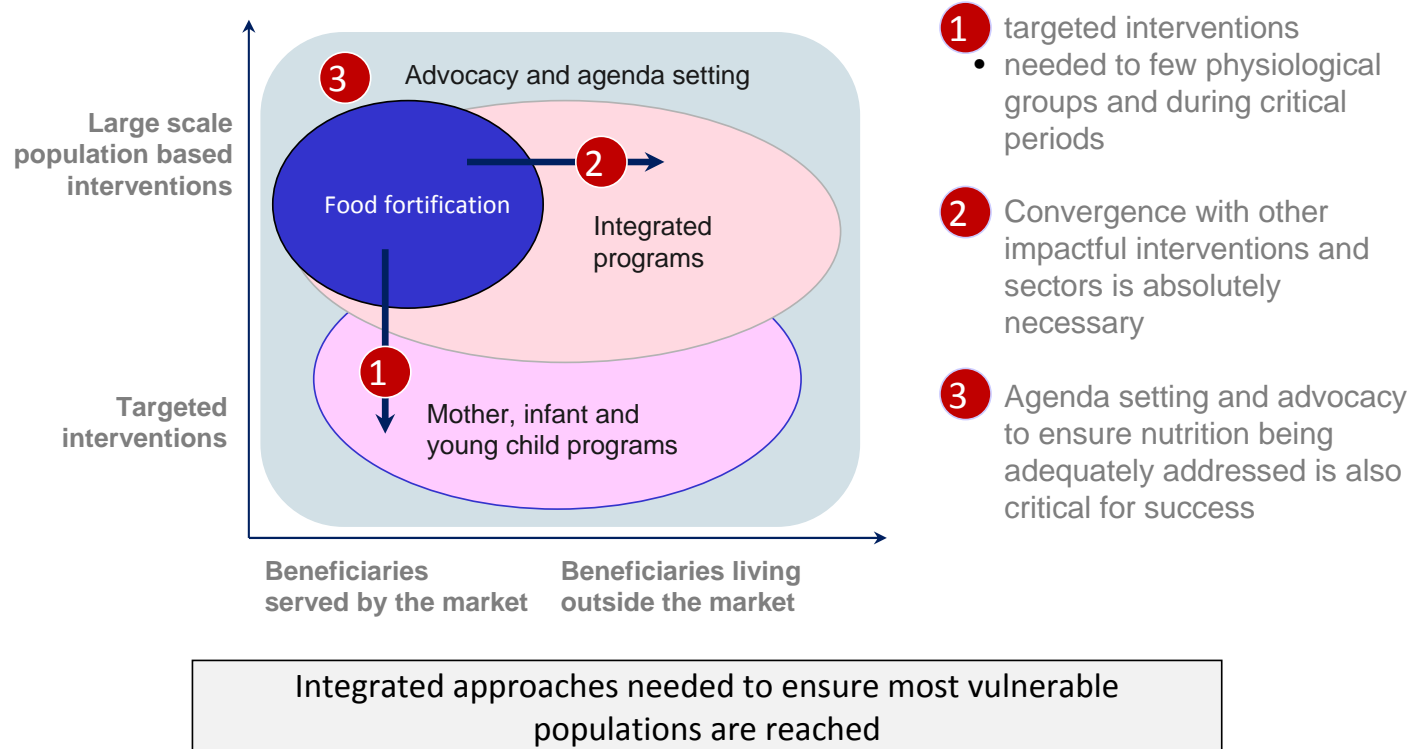 3
Advocacy and agenda setting
Large scale
population based
interventions
2
Food fortification
Integrated
programs
1
Mother, infant and
young child programs
Targeted
interventions
Beneficiaries
served by the market
Beneficiaries living
outside the market
1 targeted interventions
• needed to few physiological
groups and during critical
periods
2 Convergence with other
impactful interventions and
sectors is absolutely
necessary
3 Agenda setting and advocacy
to ensure nutrition being
adequately addressed is also
critical for success
Integrated approaches needed to ensure most vulnerable
populations are reached